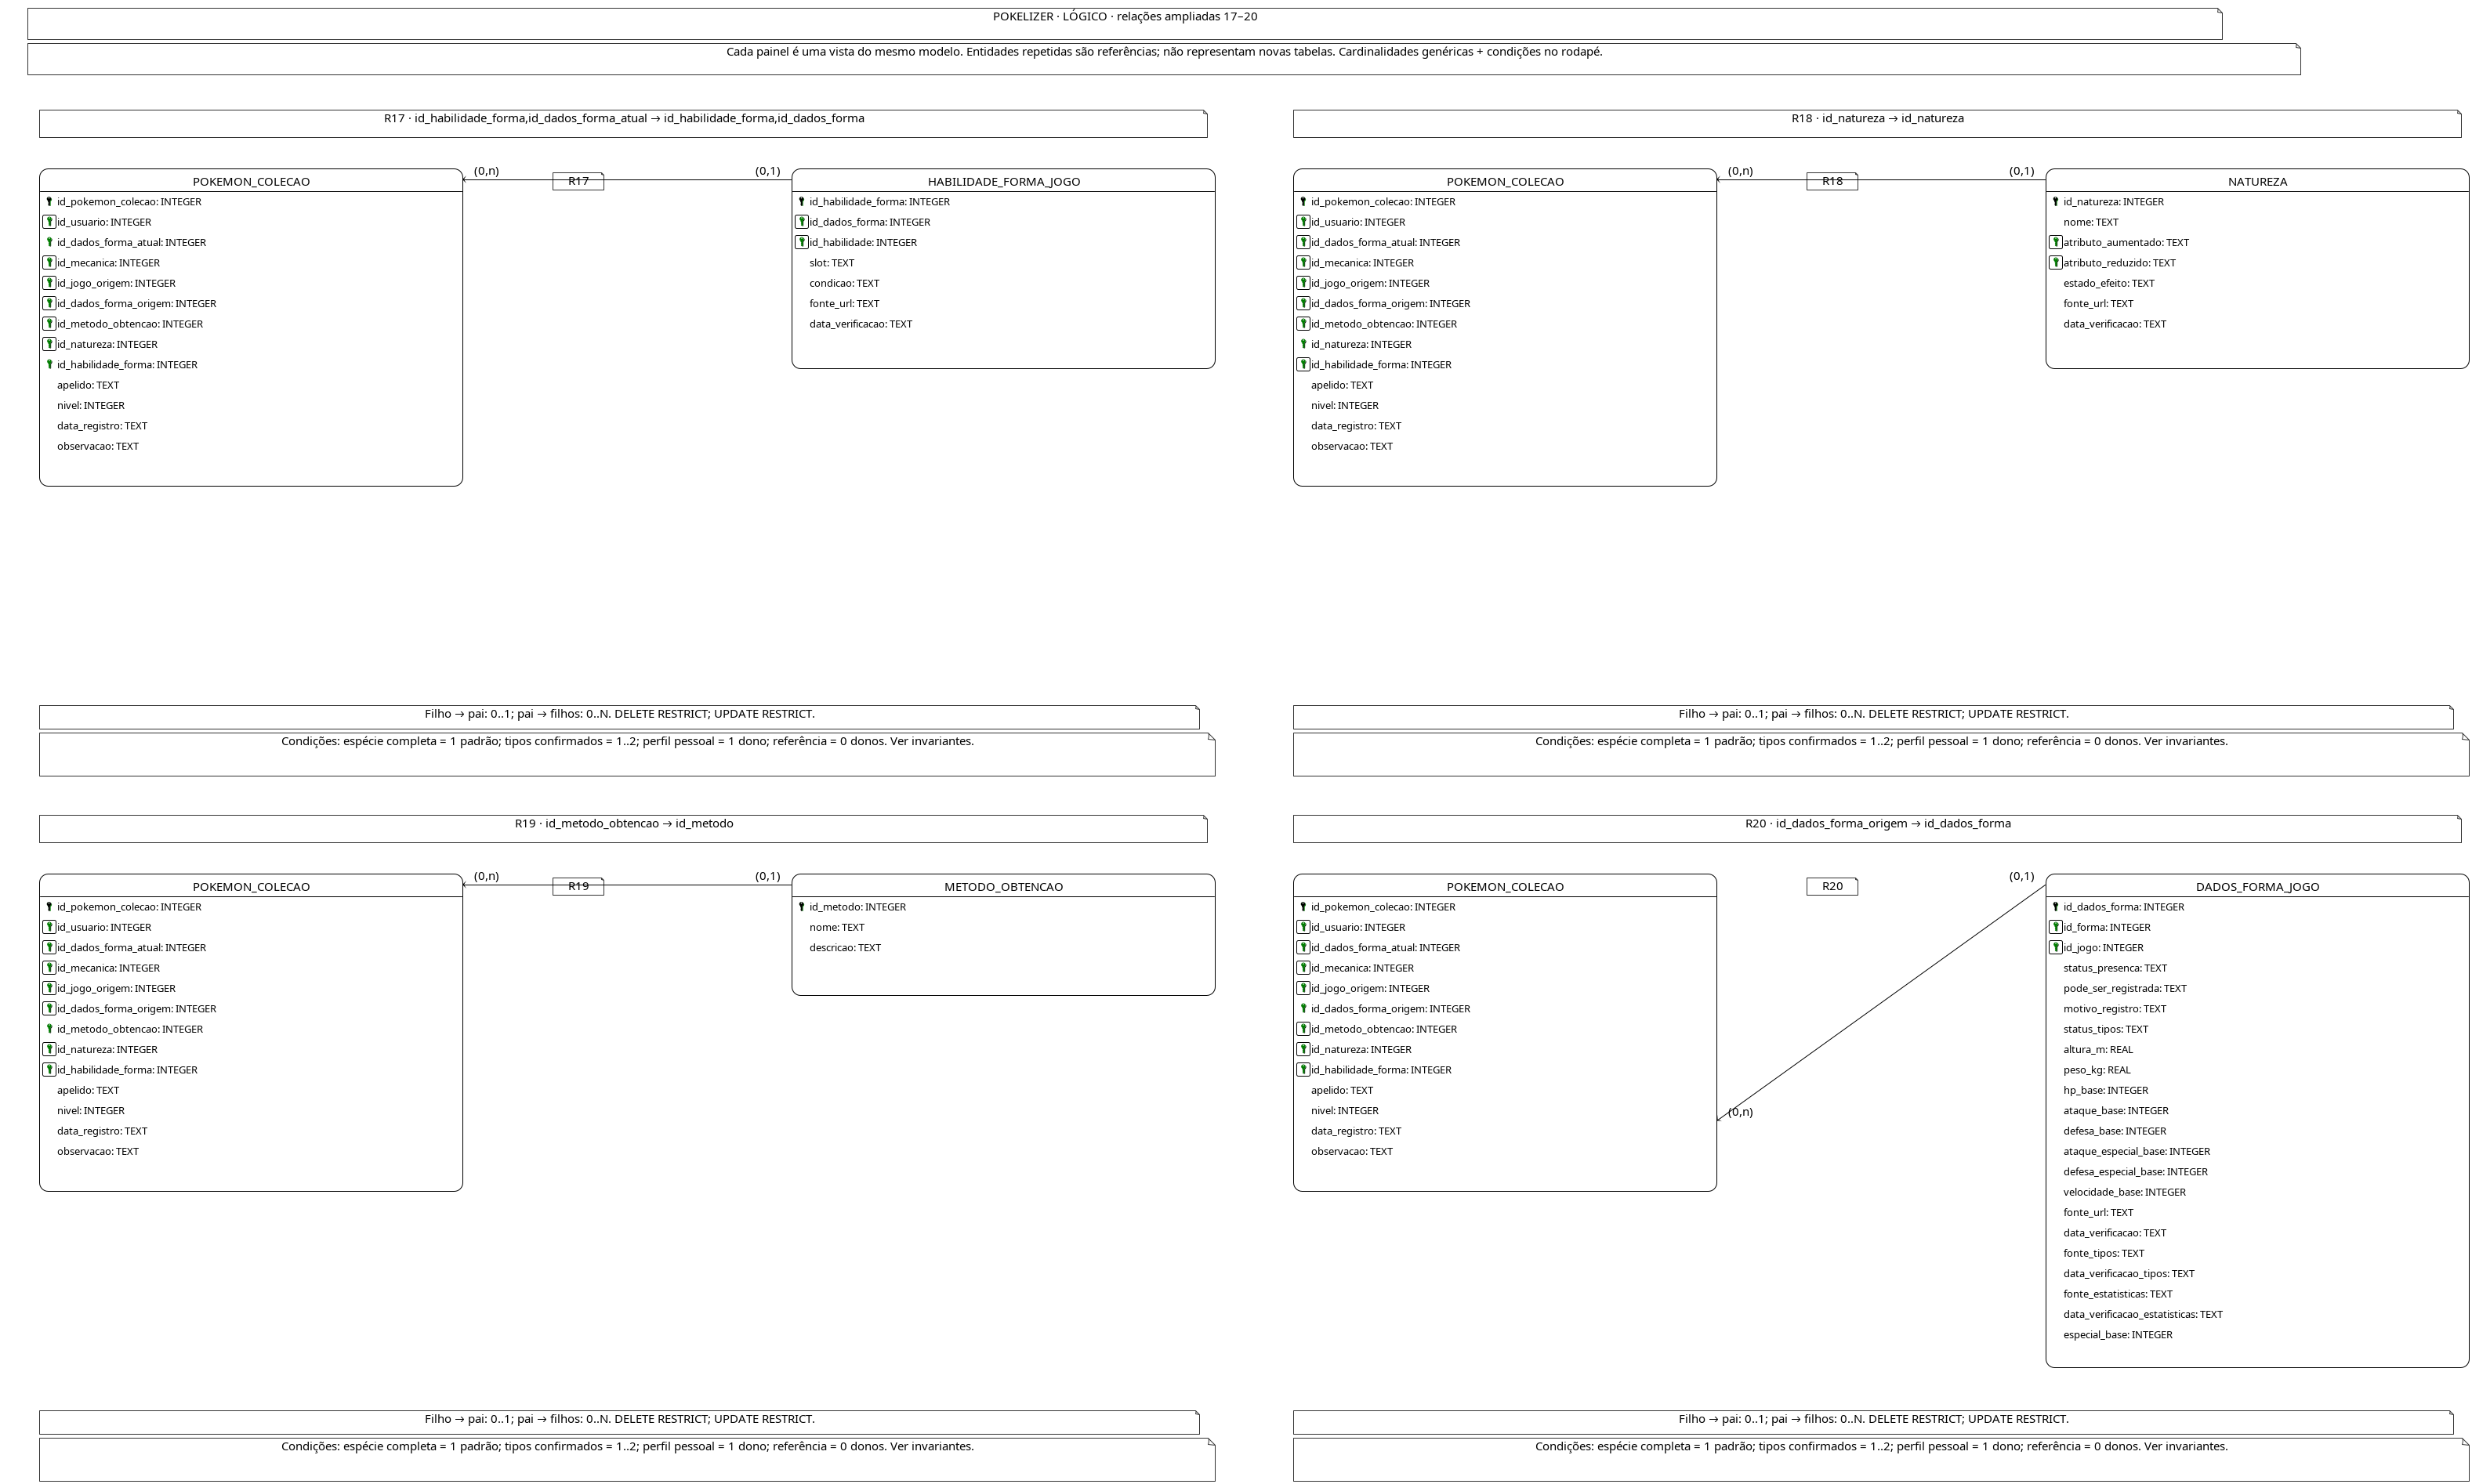 POKELIZER · LÓGICO · relações ampliadas 17–20
Cada painel é uma vista do mesmo modelo. Entidades repetidas são referências; não representam novas tabelas. Cardinalidades genéricas + condições no rodapé.
R17 · id_habilidade_forma,id_dados_forma_atual → id_habilidade_forma,id_dados_forma
POKEMON_COLECAO
(0,n)
R17
(0,1)
HABILIDADE_FORMA_JOGO
id_pokemon_colecao: INTEGER
id_usuario: INTEGER
id_dados_forma_atual: INTEGER
id_mecanica: INTEGER
id_jogo_origem: INTEGER
id_dados_forma_origem: INTEGER
id_metodo_obtencao: INTEGER
id_natureza: INTEGER
id_habilidade_forma: INTEGER
apelido: TEXT
nivel: INTEGER
data_registro: TEXT
observacao: TEXT
id_habilidade_forma: INTEGER
id_dados_forma: INTEGER
id_habilidade: INTEGER
slot: TEXT
condicao: TEXT
fonte_url: TEXT
data_verificacao: TEXT
Filho → pai: 0..1; pai → filhos: 0..N. DELETE RESTRICT; UPDATE RESTRICT.
Condições: espécie completa = 1 padrão; tipos confirmados = 1..2; perfil pessoal = 1 dono; referência = 0 donos. Ver invariantes.
R18 · id_natureza → id_natureza
POKEMON_COLECAO
(0,n)
R18
(0,1)
NATUREZA
id_pokemon_colecao: INTEGER
id_usuario: INTEGER
id_dados_forma_atual: INTEGER
id_mecanica: INTEGER
id_jogo_origem: INTEGER
id_dados_forma_origem: INTEGER
id_metodo_obtencao: INTEGER
id_natureza: INTEGER
id_habilidade_forma: INTEGER
apelido: TEXT
nivel: INTEGER
data_registro: TEXT
observacao: TEXT
id_natureza: INTEGER
nome: TEXT
atributo_aumentado: TEXT
atributo_reduzido: TEXT
estado_efeito: TEXT
fonte_url: TEXT
data_verificacao: TEXT
Filho → pai: 0..1; pai → filhos: 0..N. DELETE RESTRICT; UPDATE RESTRICT.
Condições: espécie completa = 1 padrão; tipos confirmados = 1..2; perfil pessoal = 1 dono; referência = 0 donos. Ver invariantes.
R19 · id_metodo_obtencao → id_metodo
POKEMON_COLECAO
(0,n)
R19
(0,1)
METODO_OBTENCAO
id_pokemon_colecao: INTEGER
id_usuario: INTEGER
id_dados_forma_atual: INTEGER
id_mecanica: INTEGER
id_jogo_origem: INTEGER
id_dados_forma_origem: INTEGER
id_metodo_obtencao: INTEGER
id_natureza: INTEGER
id_habilidade_forma: INTEGER
apelido: TEXT
nivel: INTEGER
data_registro: TEXT
observacao: TEXT
id_metodo: INTEGER
nome: TEXT
descricao: TEXT
Filho → pai: 0..1; pai → filhos: 0..N. DELETE RESTRICT; UPDATE RESTRICT.
Condições: espécie completa = 1 padrão; tipos confirmados = 1..2; perfil pessoal = 1 dono; referência = 0 donos. Ver invariantes.
R20 · id_dados_forma_origem → id_dados_forma
POKEMON_COLECAO
R20
(0,1)
DADOS_FORMA_JOGO
id_pokemon_colecao: INTEGER
id_usuario: INTEGER
id_dados_forma_atual: INTEGER
id_mecanica: INTEGER
id_jogo_origem: INTEGER
id_dados_forma_origem: INTEGER
id_metodo_obtencao: INTEGER
id_natureza: INTEGER
id_habilidade_forma: INTEGER
apelido: TEXT
nivel: INTEGER
data_registro: TEXT
observacao: TEXT
(0,n)
id_dados_forma: INTEGER
id_forma: INTEGER
id_jogo: INTEGER
status_presenca: TEXT
pode_ser_registrada: TEXT
motivo_registro: TEXT
status_tipos: TEXT
altura_m: REAL
peso_kg: REAL
hp_base: INTEGER
ataque_base: INTEGER
defesa_base: INTEGER
ataque_especial_base: INTEGER
defesa_especial_base: INTEGER
velocidade_base: INTEGER
fonte_url: TEXT
data_verificacao: TEXT
fonte_tipos: TEXT
data_verificacao_tipos: TEXT
fonte_estatisticas: TEXT
data_verificacao_estatisticas: TEXT
especial_base: INTEGER
Filho → pai: 0..1; pai → filhos: 0..N. DELETE RESTRICT; UPDATE RESTRICT.
Condições: espécie completa = 1 padrão; tipos confirmados = 1..2; perfil pessoal = 1 dono; referência = 0 donos. Ver invariantes.